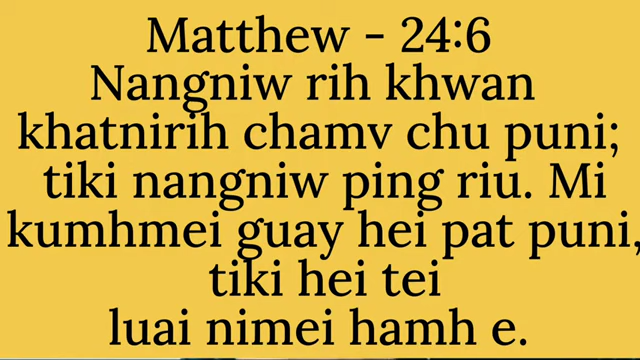 Matthew - 24:6
Nangniw rih khwan
khatnirih chamv chu puni;
tiki nangniw ping riu. Mi
kumhmei guay hei pat puni,
tiki hei tei
luai nimei hamh e.